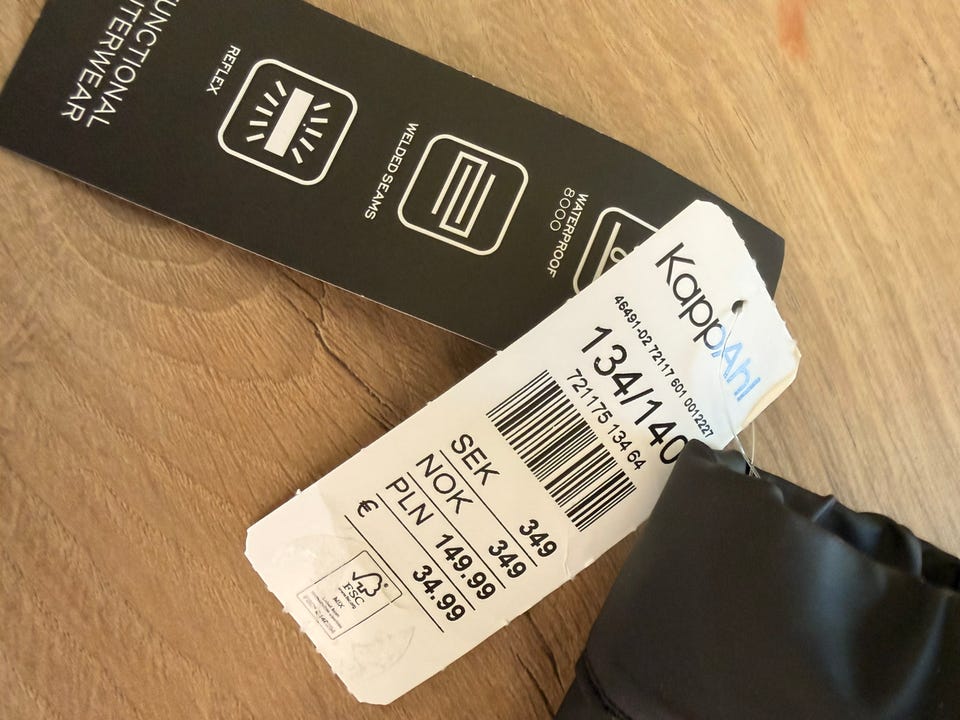 FUNCTIONAL
OUTERWEAR
REFLEX
WELDED SEAMS
WATERPROOF
8000
KappAhl
46491-02 72117 601 0012227
134/140
721175 134 64
SEK 349
NOK 349
PLN 149.99
€ 34.99
FSC
MIX